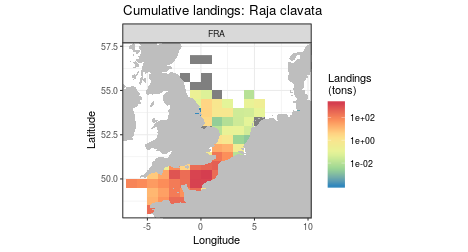 Cumulative landings: Raja clavata
FRA
57.5
55.0
52.5
50.0
Latitude
-5
0
5
10
Longitude
Landings
(tons)
1e+02
1e+00
1e-02